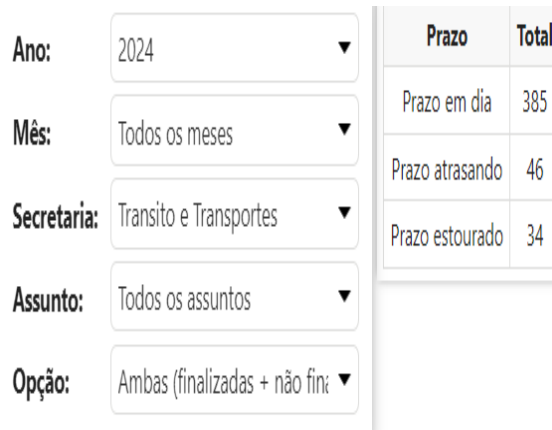 Ano: 2024
Mês: Todos os meses
Secretaria: Transito e Transportes
Assunto: Todos os assuntos
Opção: Ambas (finalizadas + não fina
Prazo Total
Prazo em dia 385
Prazo atrasando 46
Prazo estourado 34